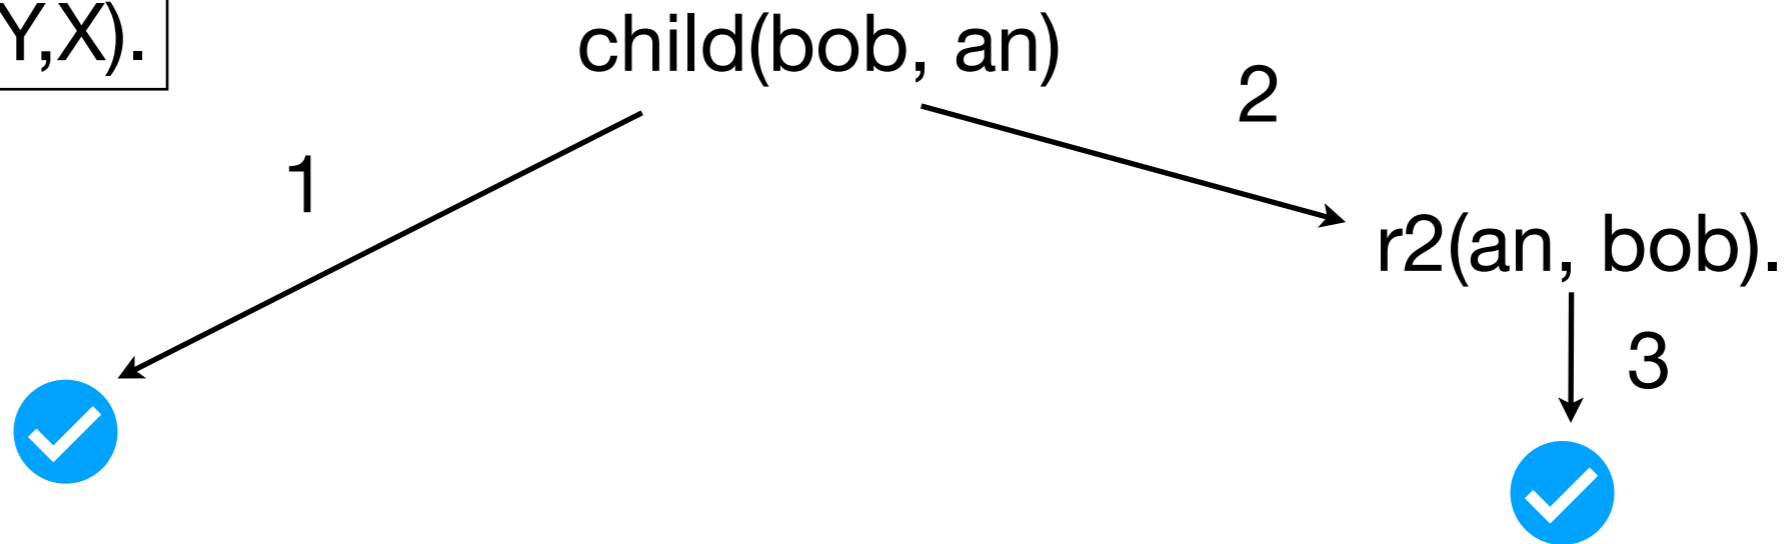 Y,X).
child(bob, an)
2
1
r2(an, bob).
3